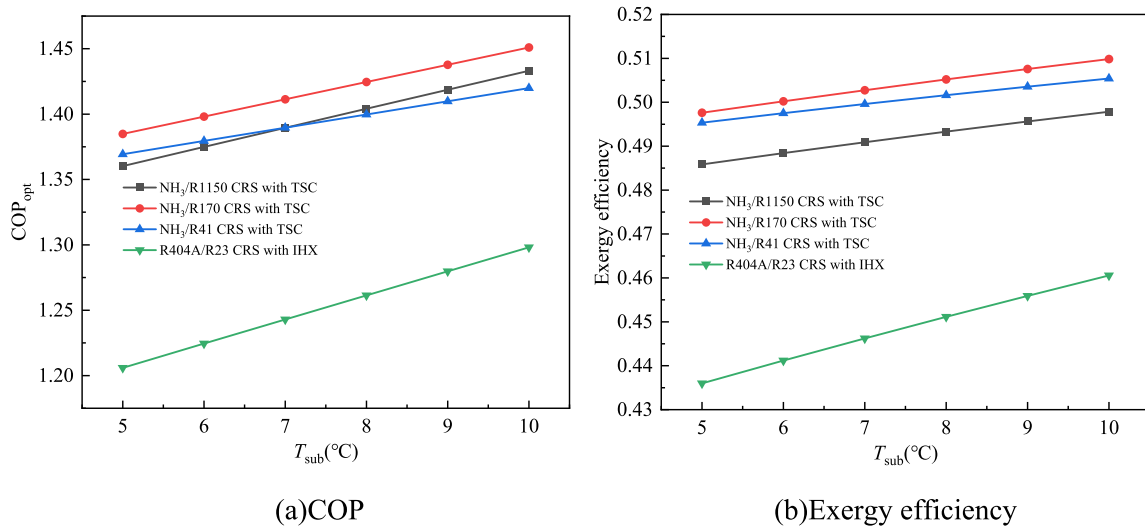 1.45
1.40
1.35
1.30
1.25
1.20
COP_opt
NH₃/R1150 CRS with TSC
NH₃/R170 CRS with TSC
NH₃/R41 CRS with TSC
R404A/R23 CRS with IHX
5 6 7 8 9 10
T_sub(°C)
(a)COP
0.52
0.51
0.50
0.49
0.48
0.47
0.46
0.45
0.44
0.43
Exergy efficiency
NH₃/R1150 CRS with TSC
NH₃/R170 CRS with TSC
NH₃/R41 CRS with TSC
R404A/R23 CRS with IHX
5 6 7 8 9 10
T_sub(°C)
(b)Exergy efficiency